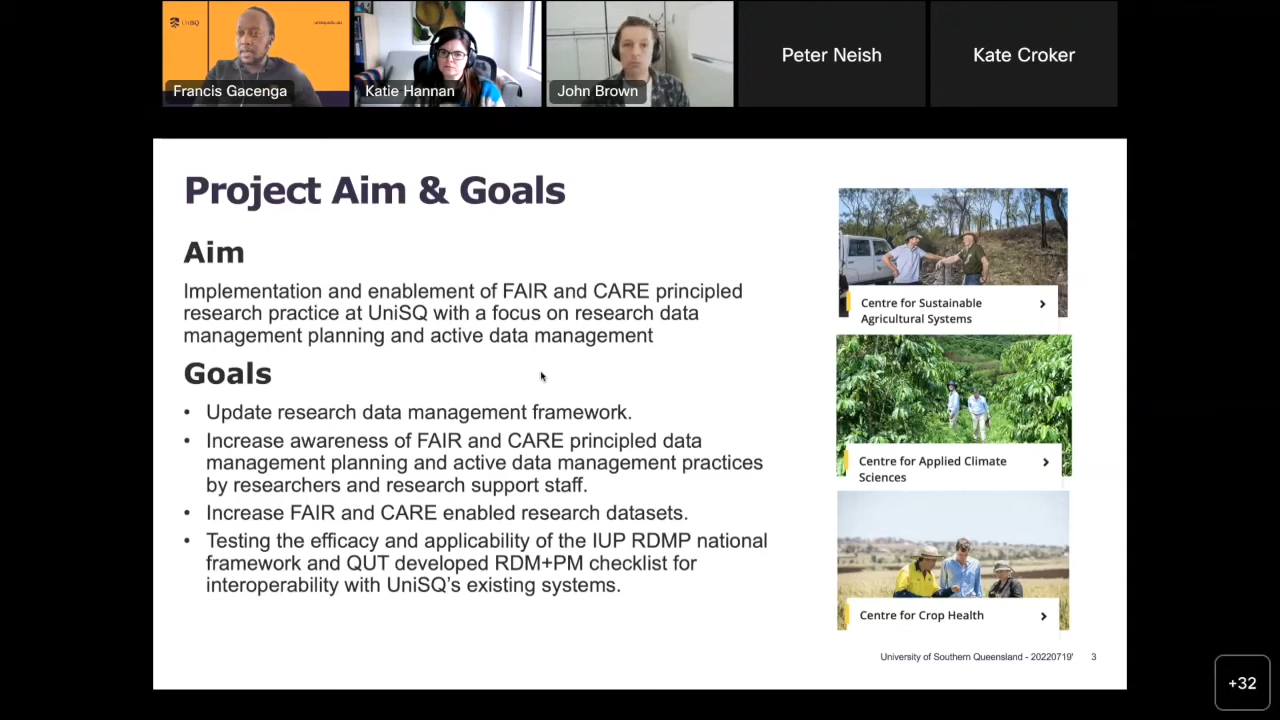 UniSQ
unisq.edu.au
Francis Gacenga
Katie Hannan
John Brown
Peter Neish
Kate Croker
Project Aim & Goals
Aim
Implementation and enablement of FAIR and CARE principled
research practice at UniSQ with a focus on research data
management planning and active data management
Goals
• Update research data management framework.
• Increase awareness of FAIR and CARE principled data
management planning and active data management practices
by researchers and research support staff.
• Increase FAIR and CARE enabled research datasets.
• Testing the efficacy and applicability of the IUP RDMP national
framework and QUT developed RDM+PM checklist for
interoperability with UniSQ’s existing systems.
Centre for Sustainable
Agricultural Systems
Centre for Applied Climate
Sciences
Centre for Crop Health
University of Southern Queensland - 20220719' 3
+32